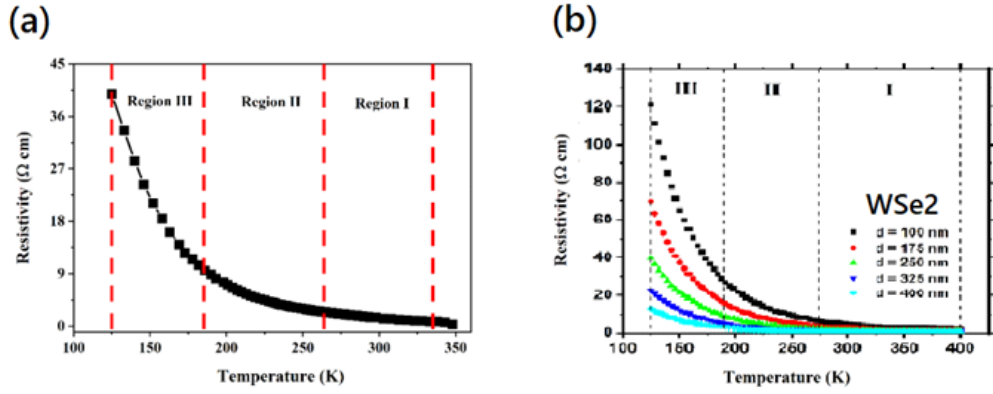 (a)
45
36
27
18
9
0
Region III
Region II
Region I
Resistivity (Ω cm)
100
150
200
250
300
350
Temperature (K)
(b)
140
120
100
80
60
40
20
0
III
II
I
WSe2
d = 100 nm
d = 175 nm
d = 250 nm
d = 325 nm
d = 400 nm
Resistivity (Ω cm)
100
150
200
250
300
350
400
Temperature (K)